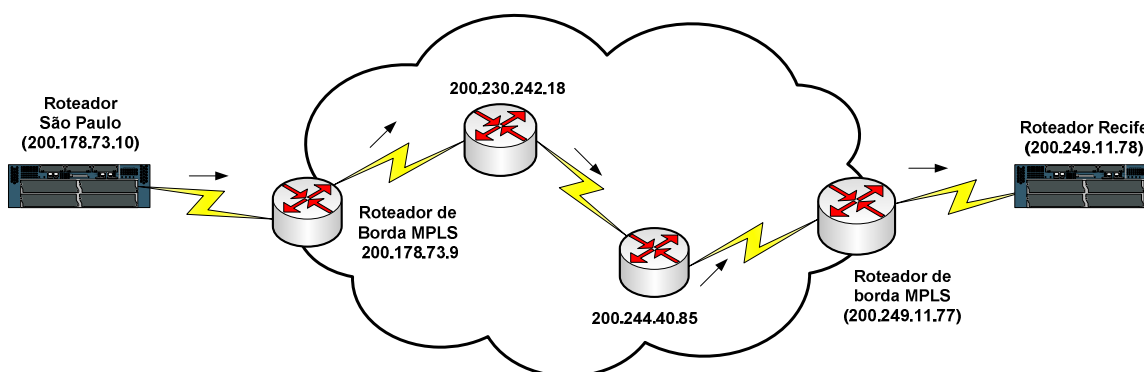 Roteador
São Paulo
(200.178.73.10)
200.230.242.18
Roteador de
Borda MPLS
200.178.73.9
200.244.40.85
Roteador de
borda MPLS
(200.249.11.77)
Roteador Recife
(200.249.11.78)